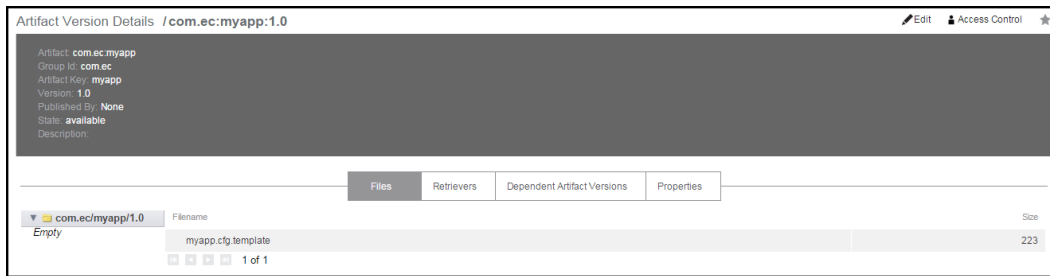 Artifact Version Details / com.ec:myapp:1.0
Edit Access Control
Artifact: com.ec:myapp
Group Id: com.ec
Artifact Key: myapp
Version: 1.0
Published By: None
State: available
Description:
Files Retrievers Dependent Artifact Versions Properties
com.ec/myapp/1.0
Empty
Filename Size
myapp.cfg.template 223
1 of 1